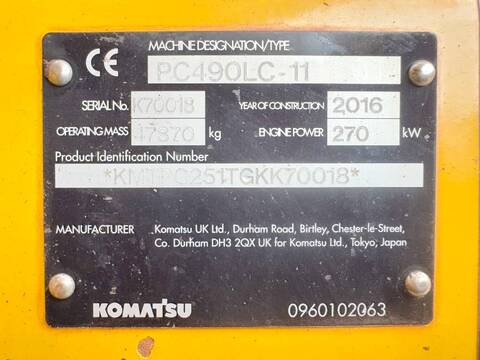 MACHINE DESIGNATION/TYPE
CE PC490LC-11
SERIAL No. K70018 YEAR OF CONSTRUCTION 2016
OPERATING MASS 47870 kg ENGINE POWER 270 kW
Product Identification Number
MANUFACTURER Komatsu UK Ltd., Durham Road, Birtley, Chester-le-Street,
Co. Durham DH3 2QX UK for Komatsu Ltd., Tokyo, Japan
KOMATSU 0960102063